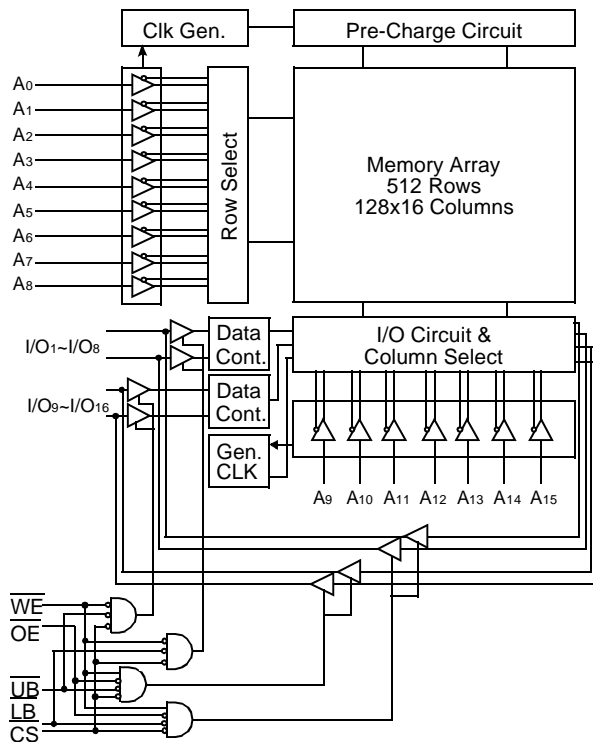 Clk Gen.
Pre-Charge Circuit
A0
A1
A2
A3
A4
A5
A6
A7
A8
Row Select
Memory Array
512 Rows
128x16 Columns
I/O1~I/O8
Data
Cont.
I/O Circuit &
Column Select
I/O9~I/O16
Data
Cont.
Gen.
CLK
A9 A10 A11 A12 A13 A14 A15
WE
OE
UB
LB
CS